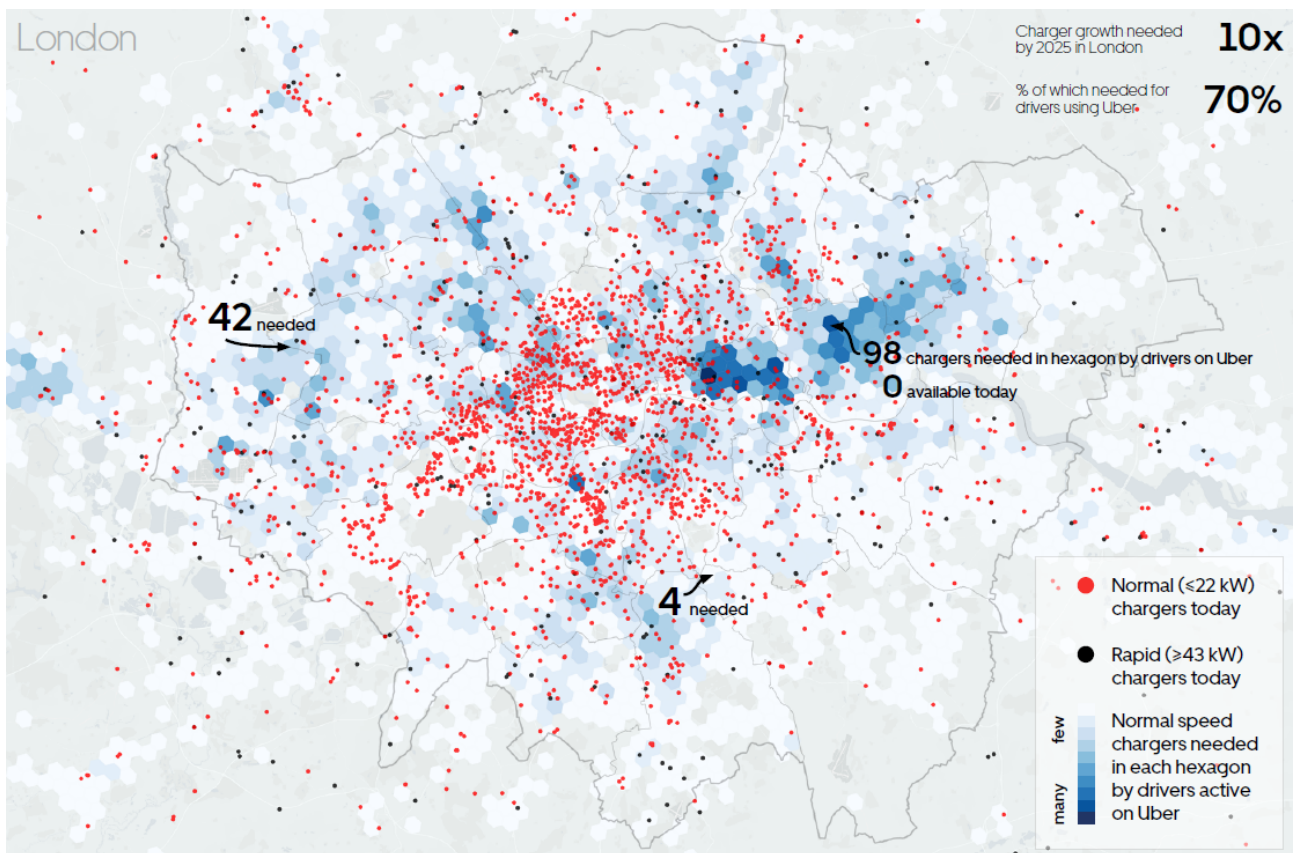 London
Charger growth needed
by 2025 in London
10x
% of which needed for
drivers using Uber
70%
42 needed
98 chargers needed in hexagon by drivers on Uber
0 available today
4 needed
Normal (≤22 kW)
chargers today
Rapid (≥43 kW)
chargers today
few
many
Normal speed
chargers needed
in each hexagon
by drivers active
on Uber